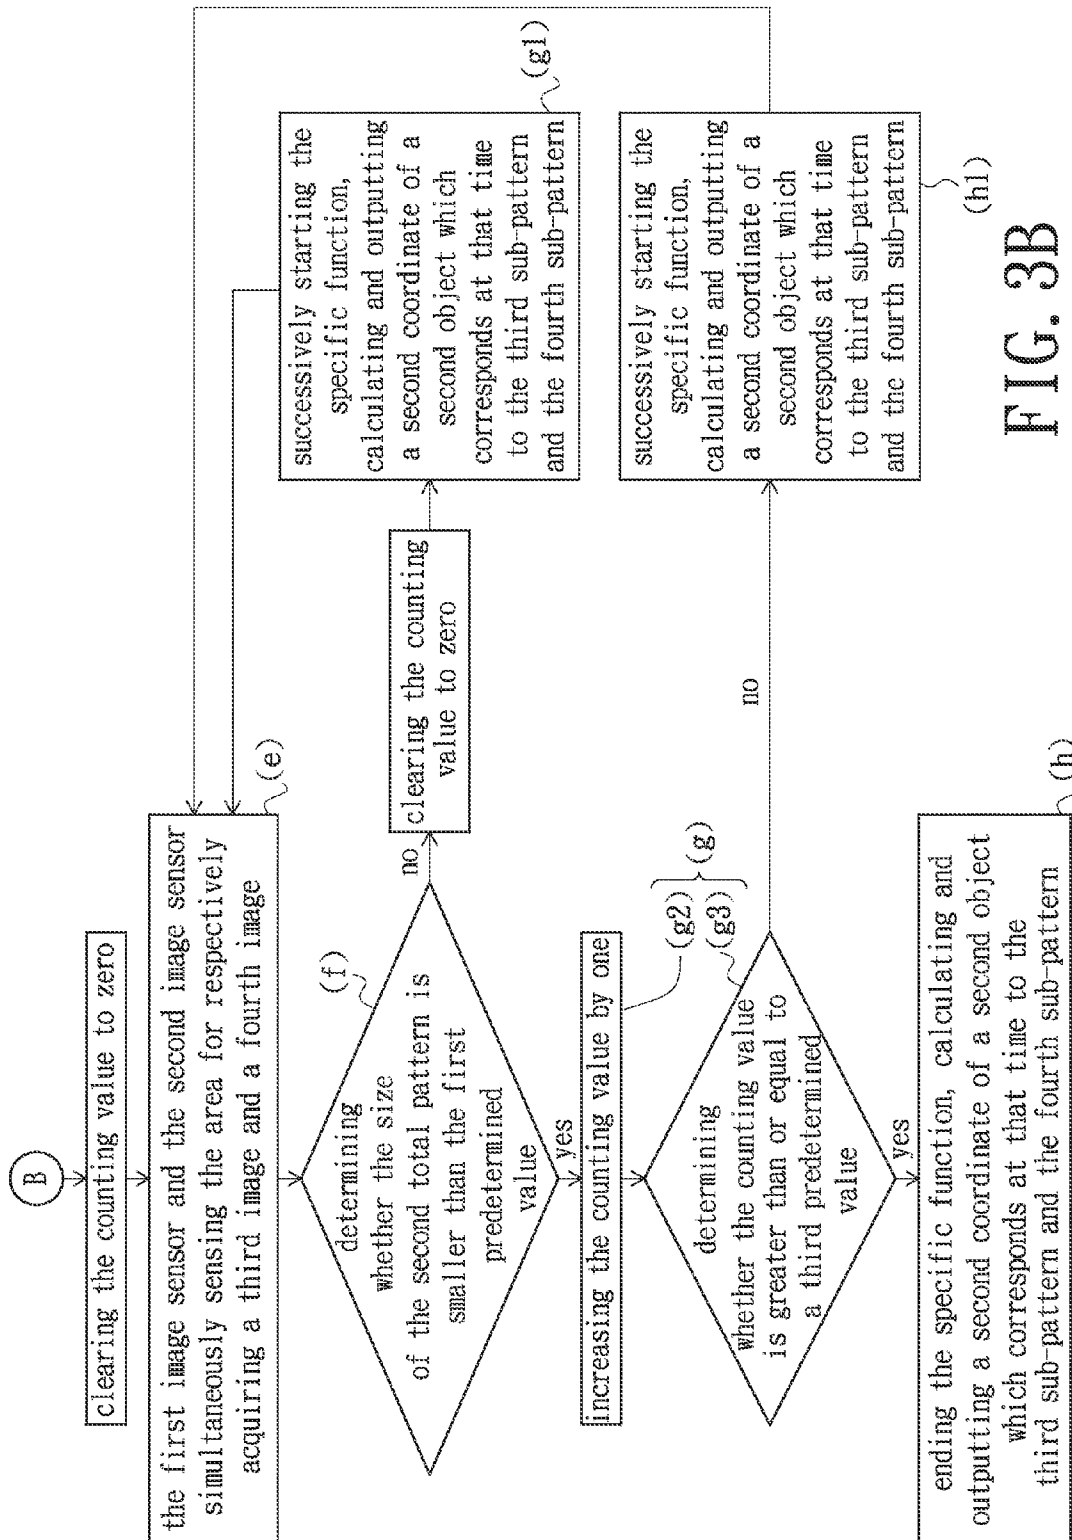 B
clearing the counting value to zero
the first image sensor and the second image sensor
simultaneously sensing the area for respectively
acquiring a third image and a fourth image
(e)
determining
whether the size
of the second total pattern is
smaller than the first
predetermined
value
(f)
no
clearing the counting
value to zero
successively starting the
specific function,
calculating and outputting
a second coordinate of a
second object which
corresponds at that time
to the third sub-pattern
and the fourth sub-pattern
(g1)
yes
increasing the counting value by one
(g2)
(g3)
(g)
determining
whether the counting value
is greater than or equal to
a third predetermined
value
no
successively starting the
specific function,
calculating and outputting
a second coordinate of a
second object which
corresponds at that time
to the third sub-pattern
and the fourth sub-pattern
(h1)
yes
ending the specific function, calculating and
outputting a second coordinate of a second object
which corresponds at that time to the
third sub-pattern and the fourth sub-pattern
(h)
FIG. 3B